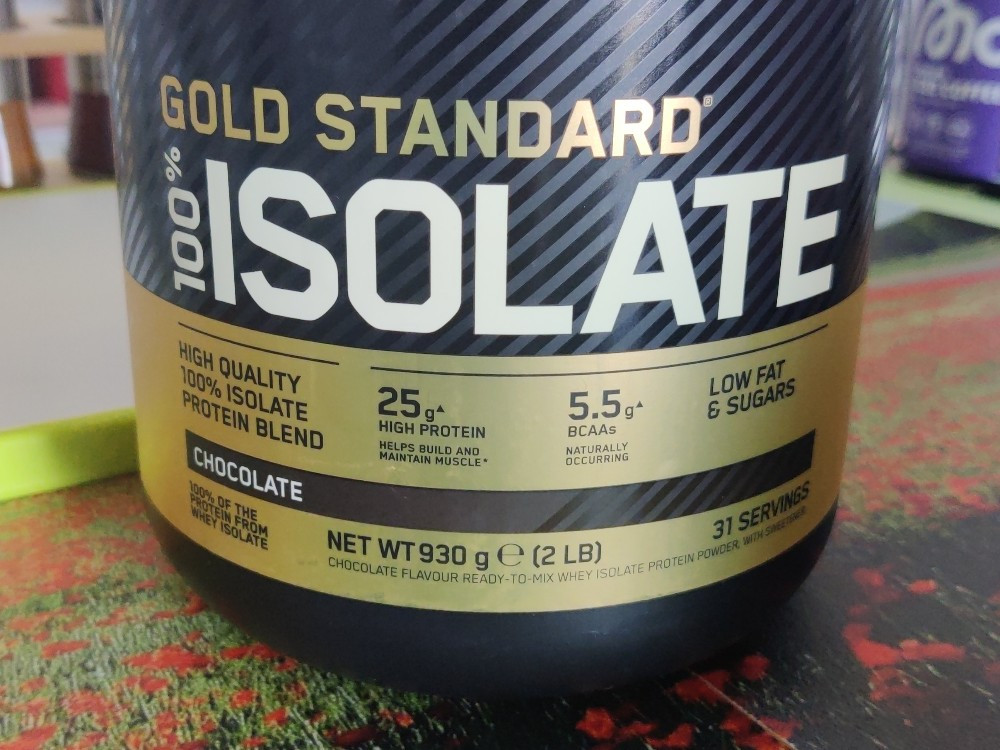 GOLD STANDARD®
100% ISOLATE
HIGH QUALITY
100% ISOLATE
PROTEIN BLEND
25g▲
HIGH PROTEIN
HELPS BUILD AND
MAINTAIN MUSCLE*
5.5g▲
BCAAs
NATURALLY
OCCURRING
LOW FAT
& SUGARS
CHOCOLATE
100% OF THE
PROTEIN FROM
WHEY ISOLATE
NET WT 930 g ℮ (2 LB)
31 SERVINGS
CHOCOLATE FLAVOUR READY-TO-MIX WHEY ISOLATE PROTEIN POWDER, WITH SWEETENER.